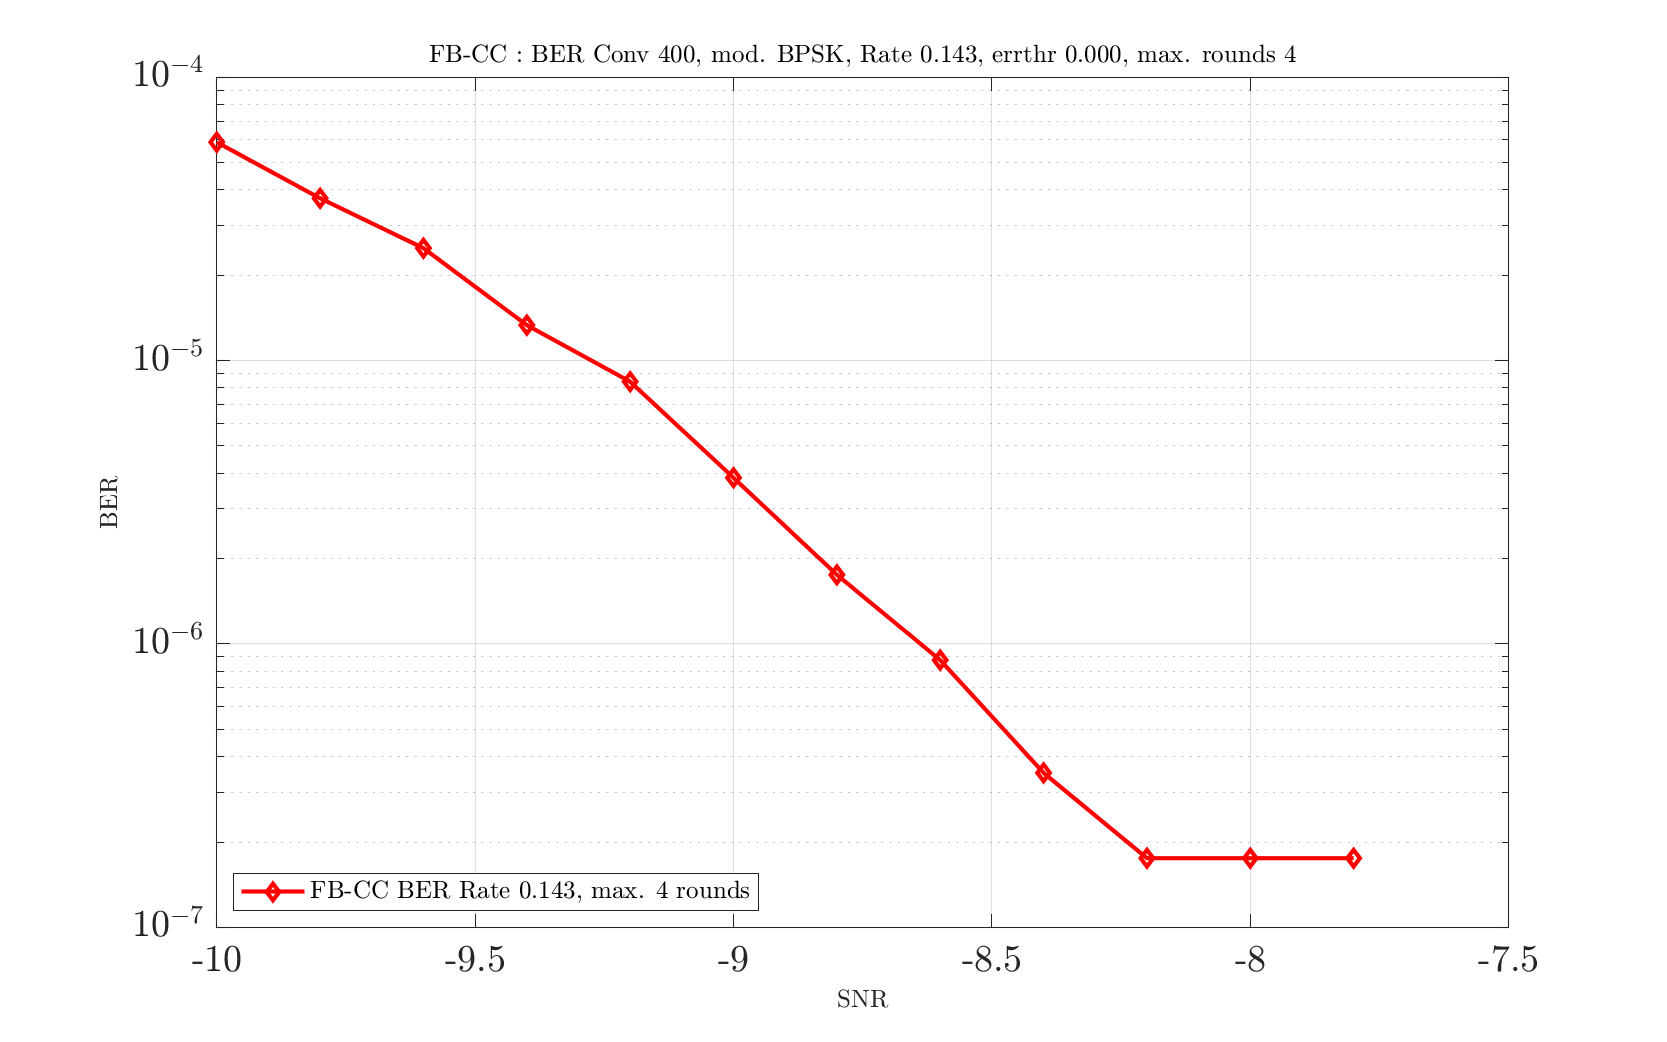 FB-CC : BER Conv 400, mod. BPSK, Rate 0.143, errthr 0.000, max. rounds 4
10⁻⁴
10⁻⁵
10⁻⁶
10⁻⁷
BER
FB-CC BER Rate 0.143, max. 4 rounds
-10 -9.5 -9 -8.5 -8 -7.5
SNR